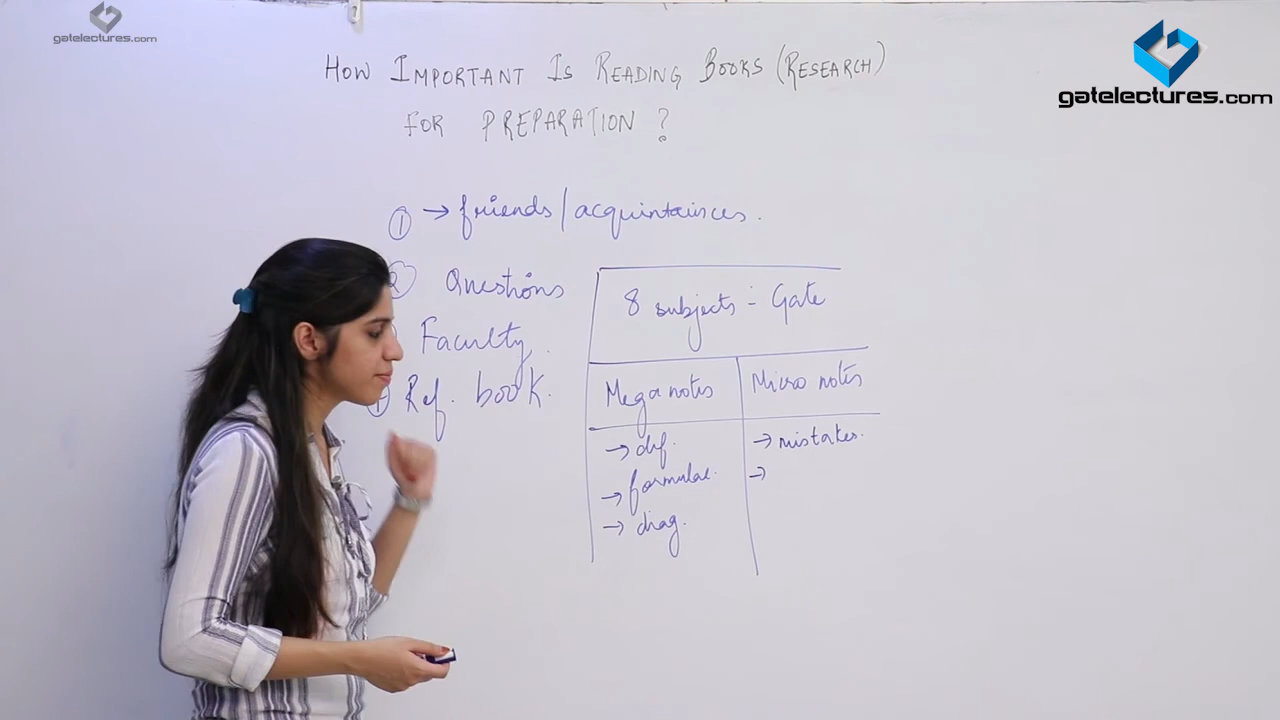 gatelectures.com
gatelectures.com
HOW IMPORTANT IS READING BOOKS (RESEARCH)
FOR PREPARATION ?
① → friends / acquintainces.
② Questions
Faculty.
Ref. book.
8 subjects - Gate
Mega notes
Micro notes
→ def.
→ formulae.
→ diag.
→ mistakes.
→